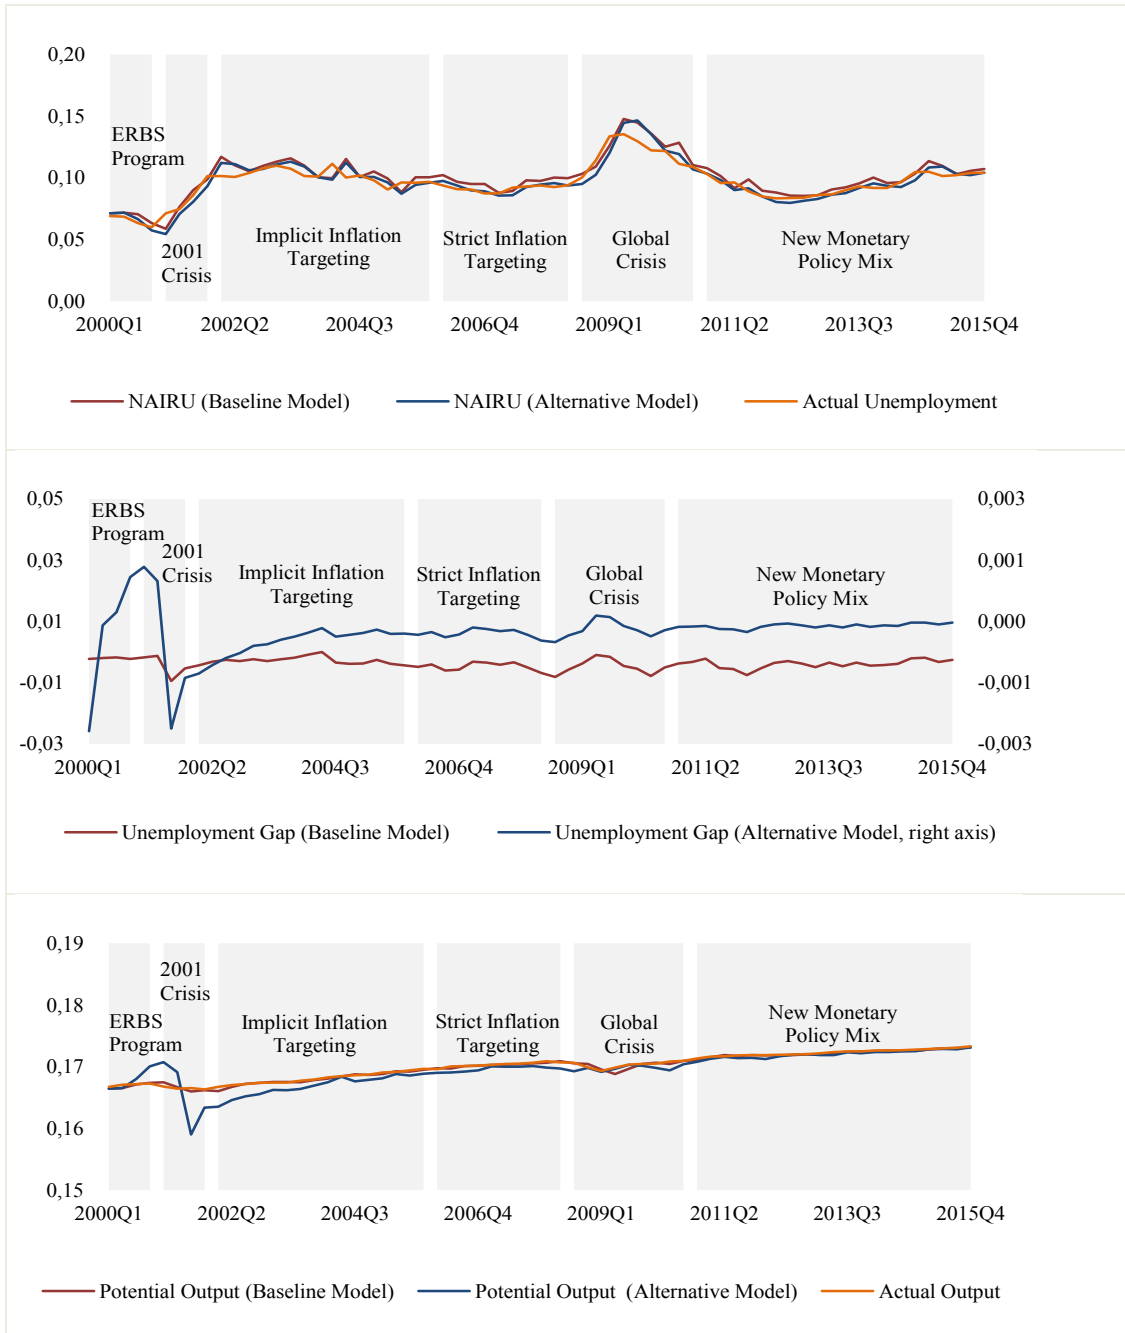 0,20
0,15
0,10
0,05
0,00
ERBS
Program
2001
Crisis
Implicit Inflation
Targeting
Strict Inflation
Targeting
Global
Crisis
New Monetary
Policy Mix
2000Q1 2002Q2 2004Q3 2006Q4 2009Q1 2011Q2 2013Q3 2015Q4
NAIRU (Baseline Model) NAIRU (Alternative Model) Actual Unemployment
0,05
0,03
0,01
-0,01
-0,03
0,003
0,001
0,000
-0,001
-0,003
ERBS
Program
2001
Crisis
Implicit Inflation
Targeting
Strict Inflation
Targeting
Global
Crisis
New Monetary
Policy Mix
2000Q1 2002Q2 2004Q3 2006Q4 2009Q1 2011Q2 2013Q3 2015Q4
Unemployment Gap (Baseline Model) Unemployment Gap (Alternative Model, right axis)
0,19
0,18
0,17
0,16
0,15
2001
Crisis
ERBS
Program
Implicit Inflation
Targeting
Strict Inflation
Targeting
Global
Crisis
New Monetary
Policy Mix
2000Q1 2002Q2 2004Q3 2006Q4 2009Q1 2011Q2 2013Q3 2015Q4
Potential Output (Baseline Model) Potential Output (Alternative Model) Actual Output